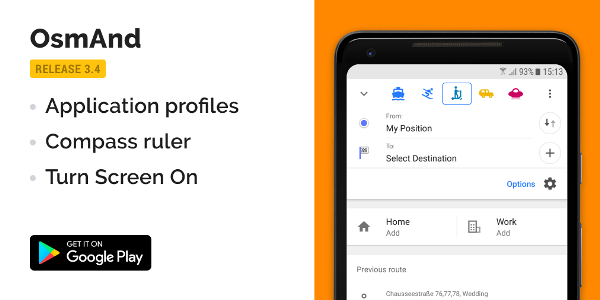 OsmAnd
RELEASE 3.4
Application profiles
Compass ruler
Turn Screen On
GET IT ON
Google Play
93% 15:13
From:
My Position
To:
Select Destination
Options
Home
Add
Work
Add
Previous route
Chausseestraße 76,77,78, Wedding